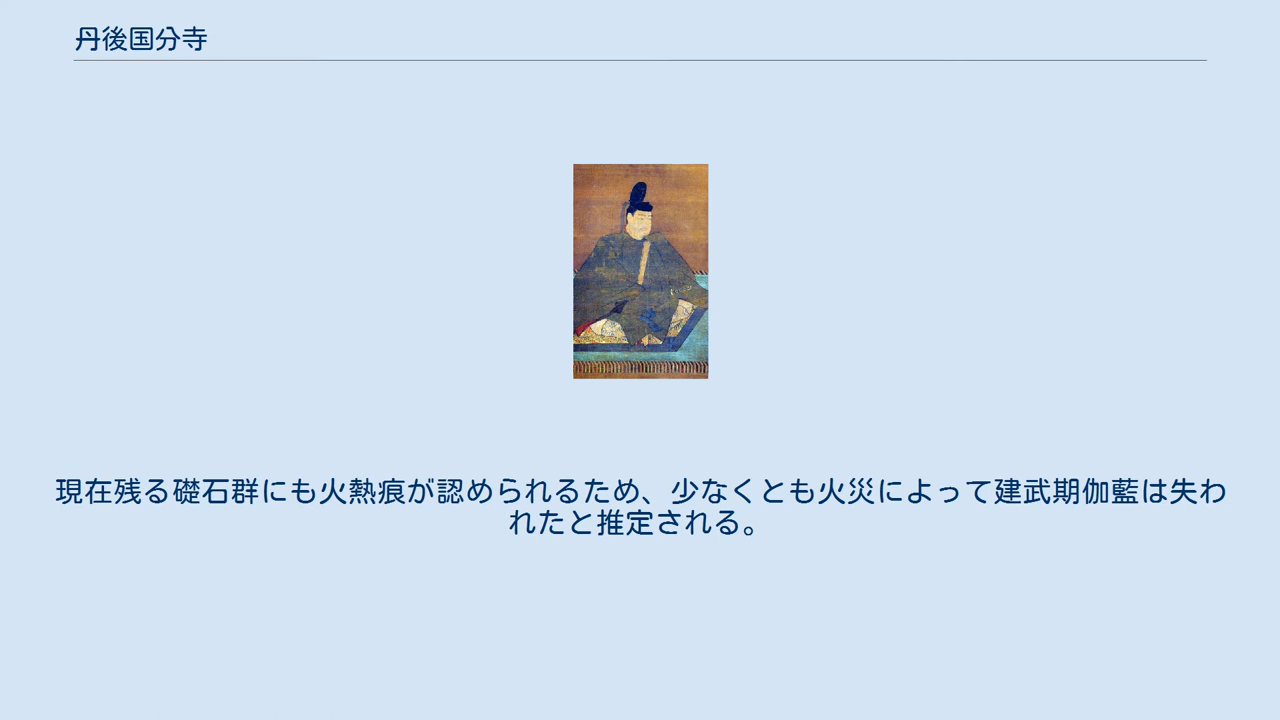 丹後国分寺
現在残る礎石群にも火熱痕が認められるため、少なくとも火災によって建武期伽藍は失わ
れたと推定される。